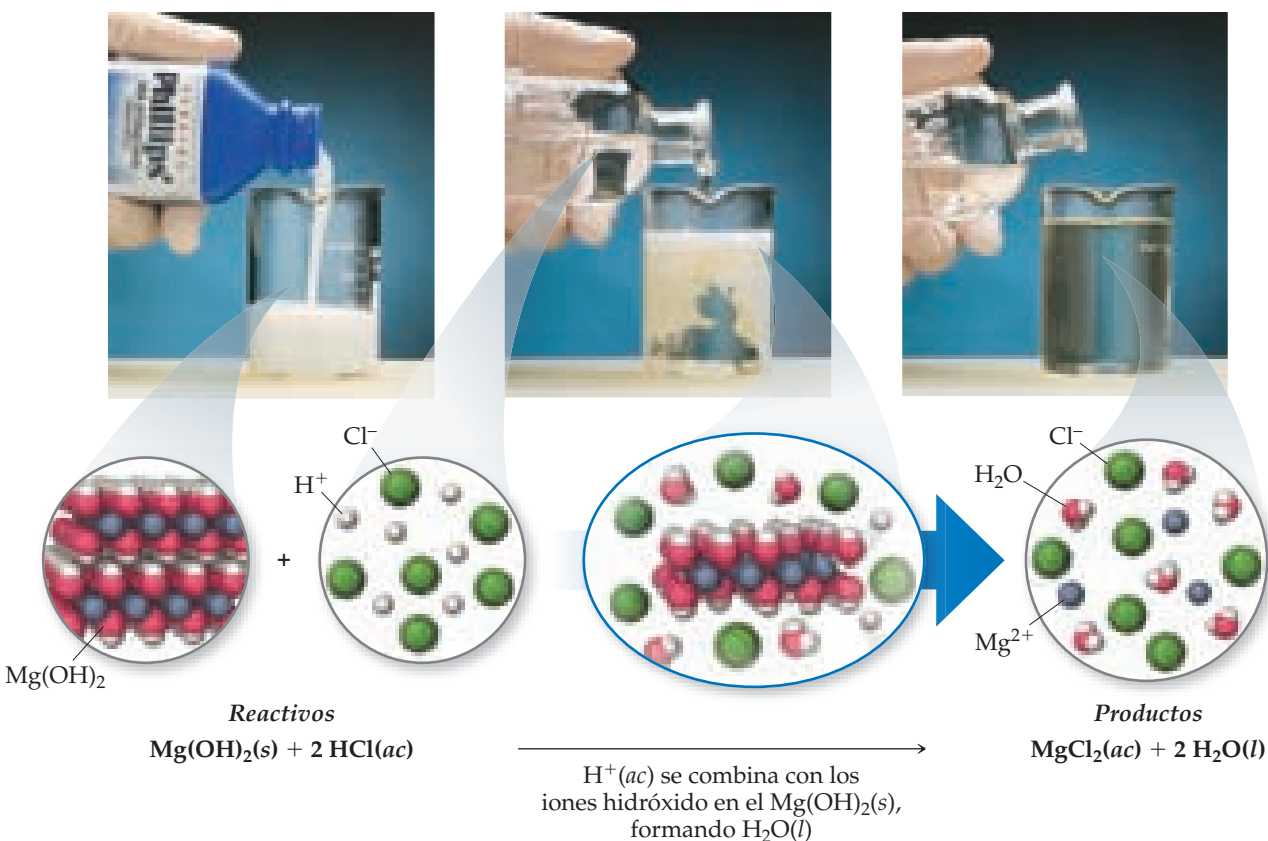 Phillips'
Cl⁻
H⁺
+
Mg(OH)₂
Cl⁻
H₂O
Mg²⁺
Reactivos
Mg(OH)₂(s) + 2 HCl(ac)
H⁺(ac) se combina con los
iones hidróxido en el Mg(OH)₂(s),
formando H₂O(l)
Productos
MgCl₂(ac) + 2 H₂O(l)